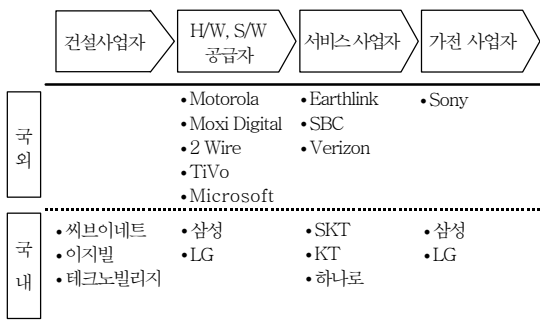 건설사업자
H/W, S/W
공급자
서비스 사업자
가전 사업자
국
외
• Motorola
• Moxi Digital
• 2 Wire
• TiVo
• Microsoft
• Earthlink
• SBC
• Verizon
• Sony
국
내
• 씨브이네트
• 이지빌
• 테크노빌리지
• 삼성
• LG
• SKT
• KT
• 하나로
• 삼성
• LG